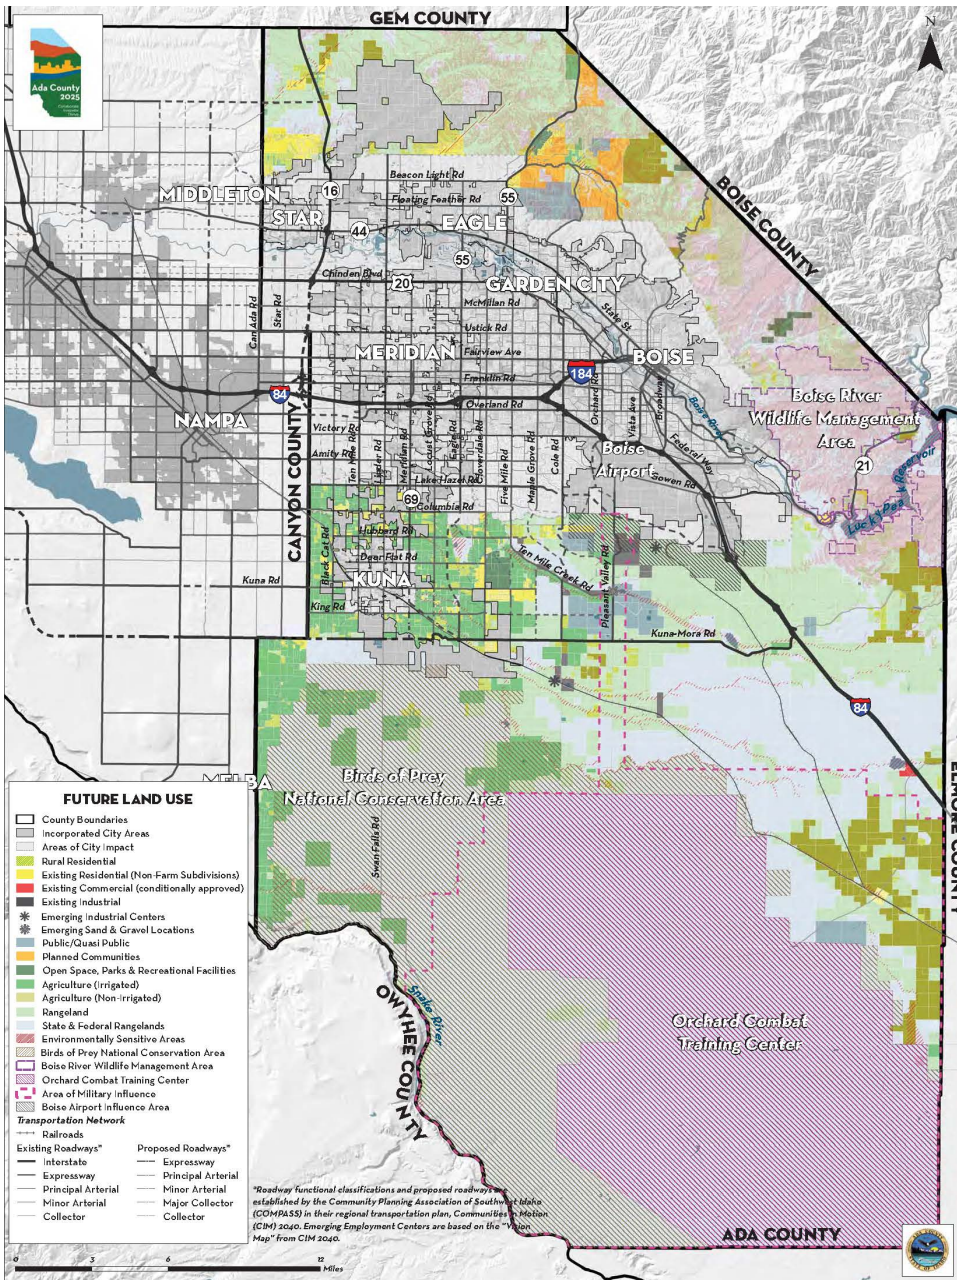 GEM COUNTY
N
Ada County
2025
MIDDLETON
16
Beacon Light Rd
Floating Feather Rd
55
BOISE COUNTY
STAR
44
EAGLE
55
Chinden Blvd
20
GARDEN CITY
Can Ada Rd
Star Rd
McMillan Rd
State St
Ustick Rd
MERIDIAN
Fairview Ave
BOISE
184
Franklin Rd
84
Overland Rd
Orchard Rd
Vista Ave
Broadway
Boise River
Boise River
Wildlife Management
Area
NAMPA
CANYON COUNTY
Victory Rd
Amity Rd
Ten Mile Rd
Linder Rd
Meridian Rd
Locust Grove Rd
Eagle Rd
Cloverdale Rd
Five Mile Rd
Maple Grove Rd
Cole Rd
Boise
Airport
Federal Way
Gowen Rd
21
Lake Hazel Rd
Lucky Peak Reservoir
69
Columbia Rd
Hubbard Rd
Black Cat Rd
Deer Flat Rd
Ten Mile Creek Rd
Pleasant Valley Rd
Kuna Rd
KUNA
King Rd
Kuna-Mora Rd
84
MELBA
Birds of Prey
National Conservation Area
ELMORE COUNTY
Swan Falls Rd
FUTURE LAND USE
County Boundaries
Incorporated City Areas
Areas of City Impact
Rural Residential
Existing Residential (Non-Farm Subdivisions)
Existing Commercial (conditionally approved)
Existing Industrial
Emerging Industrial Centers
Emerging Sand & Gravel Locations
Public/Quasi Public
Planned Communities
Open Space, Parks & Recreational Facilities
Agriculture (Irrigated)
Agriculture (Non-Irrigated)
Rangeland
State & Federal Rangelands
Environmentally Sensitive Areas
Birds of Prey National Conservation Area
Boise River Wildlife Management Area
Orchard Combat Training Center
Area of Military Influence
Boise Airport Influence Area
Transportation Network
Railroads
Existing Roadways*
Interstate
Expressway
Principal Arterial
Minor Arterial
Collector
Proposed Roadways*
Expressway
Principal Arterial
Minor Arterial
Major Collector
Collector
Snake River
OWYHEE COUNTY
Orchard Combat
Training Center
*Roadway functional classifications and proposed roadways are
established by the Community Planning Association of Southwest Idaho
(COMPASS) in their regional transportation plan, Communities in Motion
(CIM) 2040. Emerging Employment Centers are based on the "Vision
Map" from CIM 2040.
ADA COUNTY
0 3 6 12
Miles